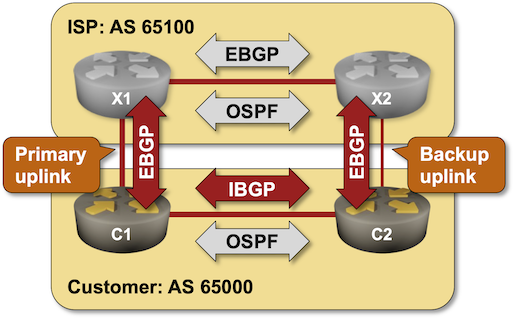 ISP: AS 65100
EBGP
X1
X2
OSPF
Primary
uplink
EBGP
EBGP
Backup
uplink
IBGP
C1
C2
OSPF
Customer: AS 65000